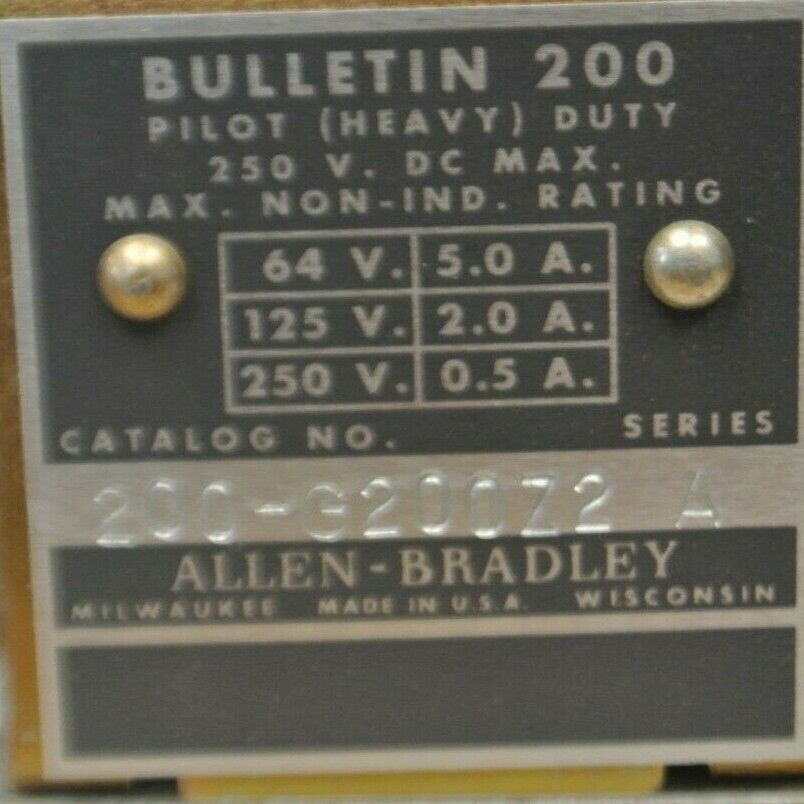 BULLETIN 200
PILOT (HEAVY) DUTY
250 V. DC MAX.
MAX. NON-IND. RATING
64 V. 5.0 A.
125 V. 2.0 A.
250 V. 0.5 A.
CATALOG NO. SERIES
200-G200Z2 A
ALLEN-BRADLEY
MILWAUKEE MADE IN U.S.A. WISCONSIN